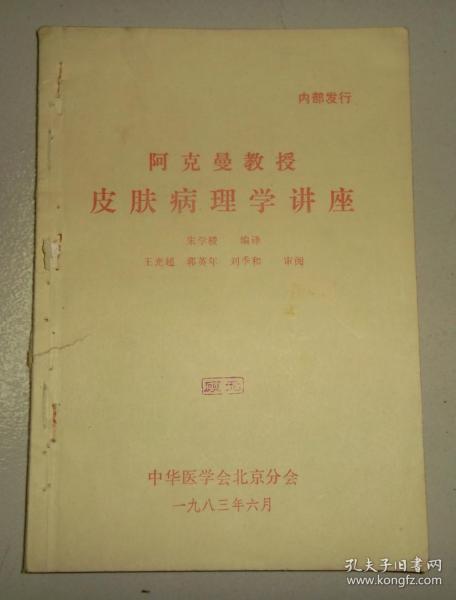 内部发行
阿克曼教授
皮肤病理学讲座
朱学骏 编译
王光超 郭英年 刘季和 审阅
中华医学会北京分会
一九八三年六月
孔夫子旧书网
www.kongfz.com